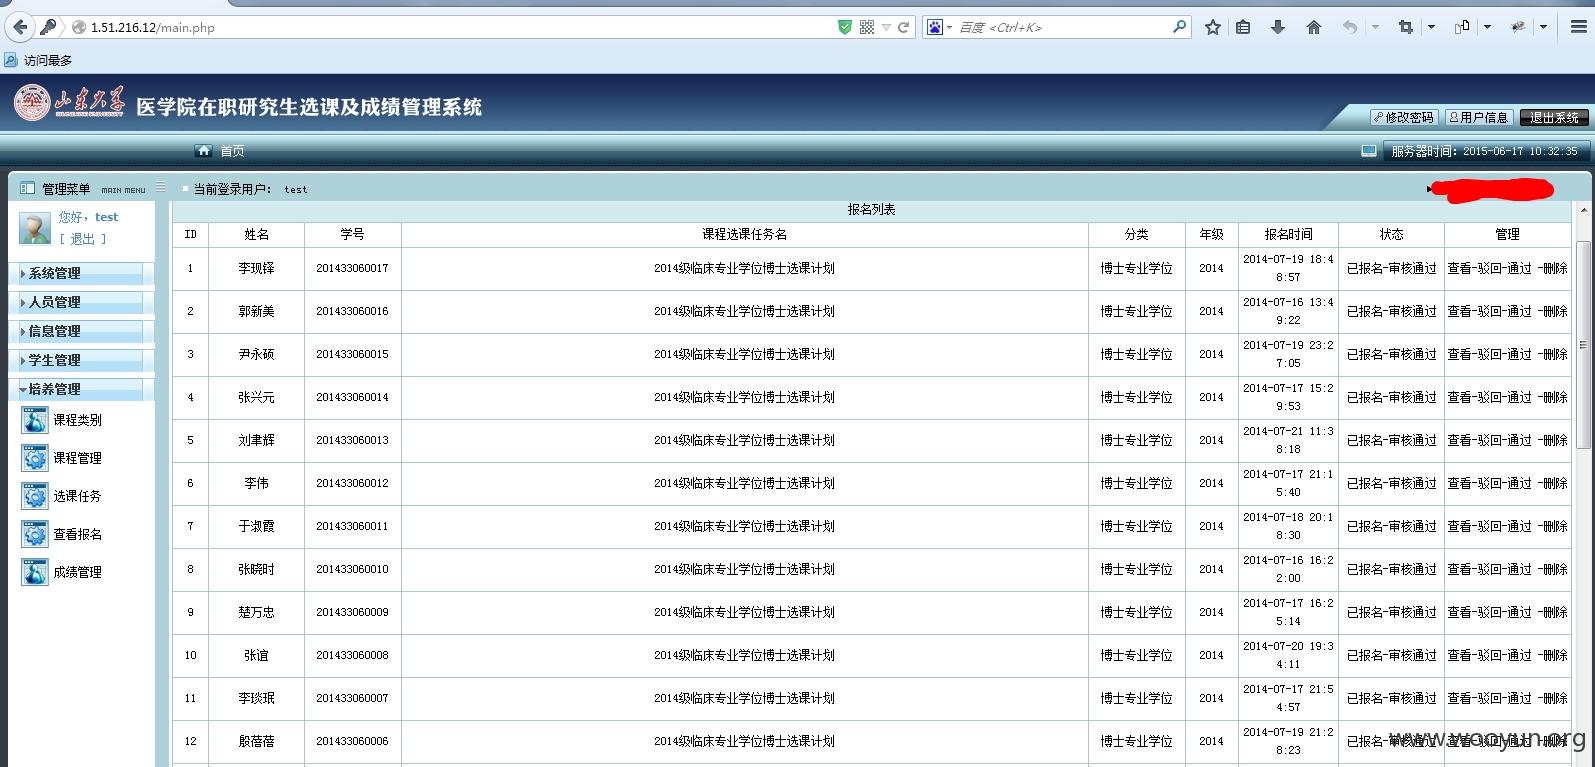 1.51.216.12/main.php
百度 <Ctrl+K>
访问最多
山东大学 医学院在职研究生选课及成绩管理系统
SHANDONG UNIVERSITY
修改密码 用户信息 退出系统
首页
服务器时间: 2015-06-17 10:32:35
管理菜单 MAIN MENU
当前登录用户: test
您好, test
[ 退出 ]
系统管理
人员管理
信息管理
学生管理
培养管理
课程类别
课程管理
选课任务
查看报名
成绩管理
报名列表
ID 姓名 学号 课程选课任务名 分类 年级 报名时间 状态 管理
1 李现铎 201433060017 2014级临床专业学位博士选课计划 博士专业学位 2014 2014-07-19 18:48:57 已报名-审核通过 查看-驳回-通过 -删除
2 郭新美 201433060016 2014级临床专业学位博士选课计划 博士专业学位 2014 2014-07-16 13:49:22 已报名-审核通过 查看-驳回-通过 -删除
3 尹永硕 201433060015 2014级临床专业学位博士选课计划 博士专业学位 2014 2014-07-19 23:27:05 已报名-审核通过 查看-驳回-通过 -删除
4 张兴元 201433060014 2014级临床专业学位博士选课计划 博士专业学位 2014 2014-07-17 15:29:53 已报名-审核通过 查看-驳回-通过 -删除
5 刘聿辉 201433060013 2014级临床专业学位博士选课计划 博士专业学位 2014 2014-07-21 11:38:18 已报名-审核通过 查看-驳回-通过 -删除
6 李伟 201433060012 2014级临床专业学位博士选课计划 博士专业学位 2014 2014-07-17 21:15:40 已报名-审核通过 查看-驳回-通过 -删除
7 于淑霞 201433060011 2014级临床专业学位博士选课计划 博士专业学位 2014 2014-07-18 20:18:30 已报名-审核通过 查看-驳回-通过 -删除
8 张晓时 201433060010 2014级临床专业学位博士选课计划 博士专业学位 2014 2014-07-16 16:22:00 已报名-审核通过 查看-驳回-通过 -删除
9 楚万忠 201433060009 2014级临床专业学位博士选课计划 博士专业学位 2014 2014-07-17 16:25:14 已报名-审核通过 查看-驳回-通过 -删除
10 张谊 201433060008 2014级临床专业学位博士选课计划 博士专业学位 2014 2014-07-20 19:34:11 已报名-审核通过 查看-驳回-通过 -删除
11 李琰珉 201433060007 2014级临床专业学位博士选课计划 博士专业学位 2014 2014-07-17 21:54:57 已报名-审核通过 查看-驳回-通过 -删除
12 殷蓓蓓 201433060006 2014级临床专业学位博士选课计划 博士专业学位 2014 2014-07-19 21:28:23 已报名-审核通过 查看-驳回-通过 -删除
www.wooyun.org